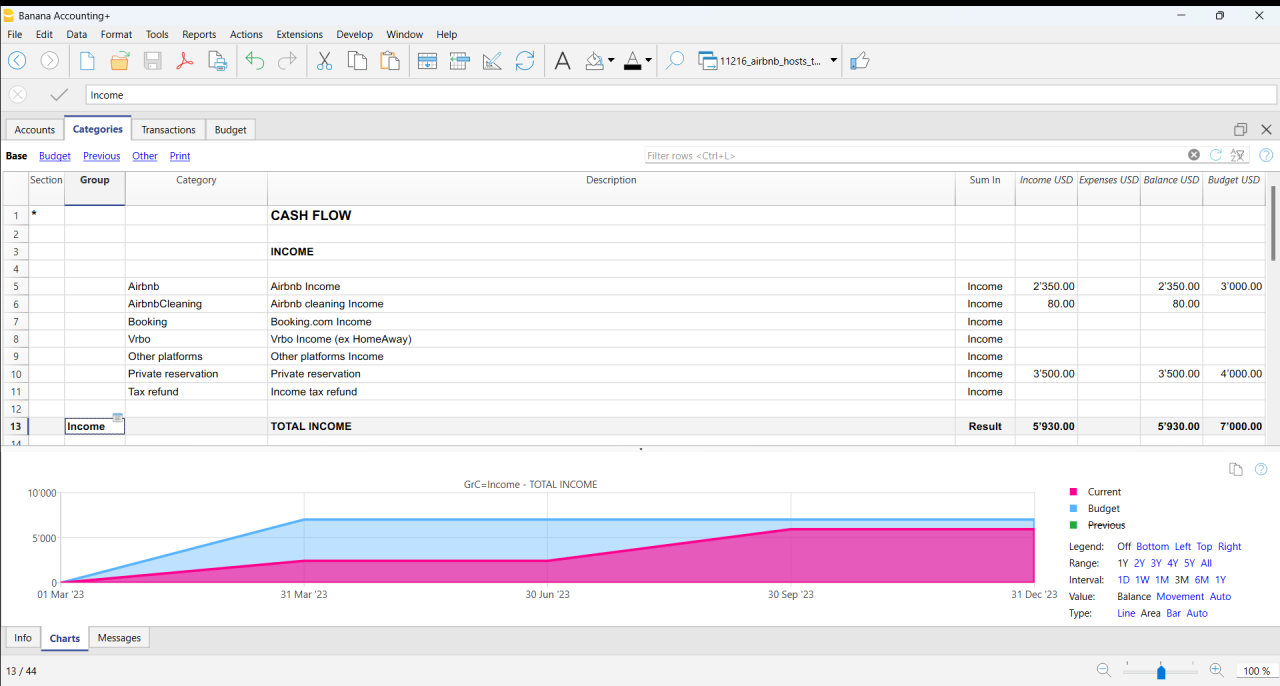 Banana Accounting+
File Edit Data Format Tools Reports Actions Extensions Develop Window Help
11216_airbnb_hosts_t...
Income
Accounts Categories Transactions Budget
Base Budget Previous Other Print Filter rows <Ctrl+L>
Section Group Category Description Sum In Income USD Expenses USD Balance USD Budget USD
1 * CASH FLOW
2
3 INCOME
4
5 Airbnb Airbnb Income Income 2'350.00 2'350.00 3'000.00
6 AirbnbCleaning Airbnb cleaning Income Income 80.00 80.00
7 Booking Booking.com Income Income
8 Vrbo Vrbo Income (ex HomeAway) Income
9 Other platforms Other platforms Income Income
10 Private reservation Private reservation Income 3'500.00 3'500.00 4'000.00
11 Tax refund Income tax refund Income
12
13 Income TOTAL INCOME Result 5'930.00 5'930.00 7'000.00
14
GrC=Income - TOTAL INCOME
10'000
5'000
0
01 Mar '23 31 Mar '23 30 Jun '23 30 Sep '23 31 Dec '23
Current
Budget
Previous
Legend: Off Bottom Left Top Right
Range: 1Y 2Y 3Y 4Y 5Y All
Interval: 1D 1W 1M 3M 6M 1Y
Value: Balance Movement Auto
Type: Line Area Bar Auto
Info Charts Messages
13 / 44 100 %